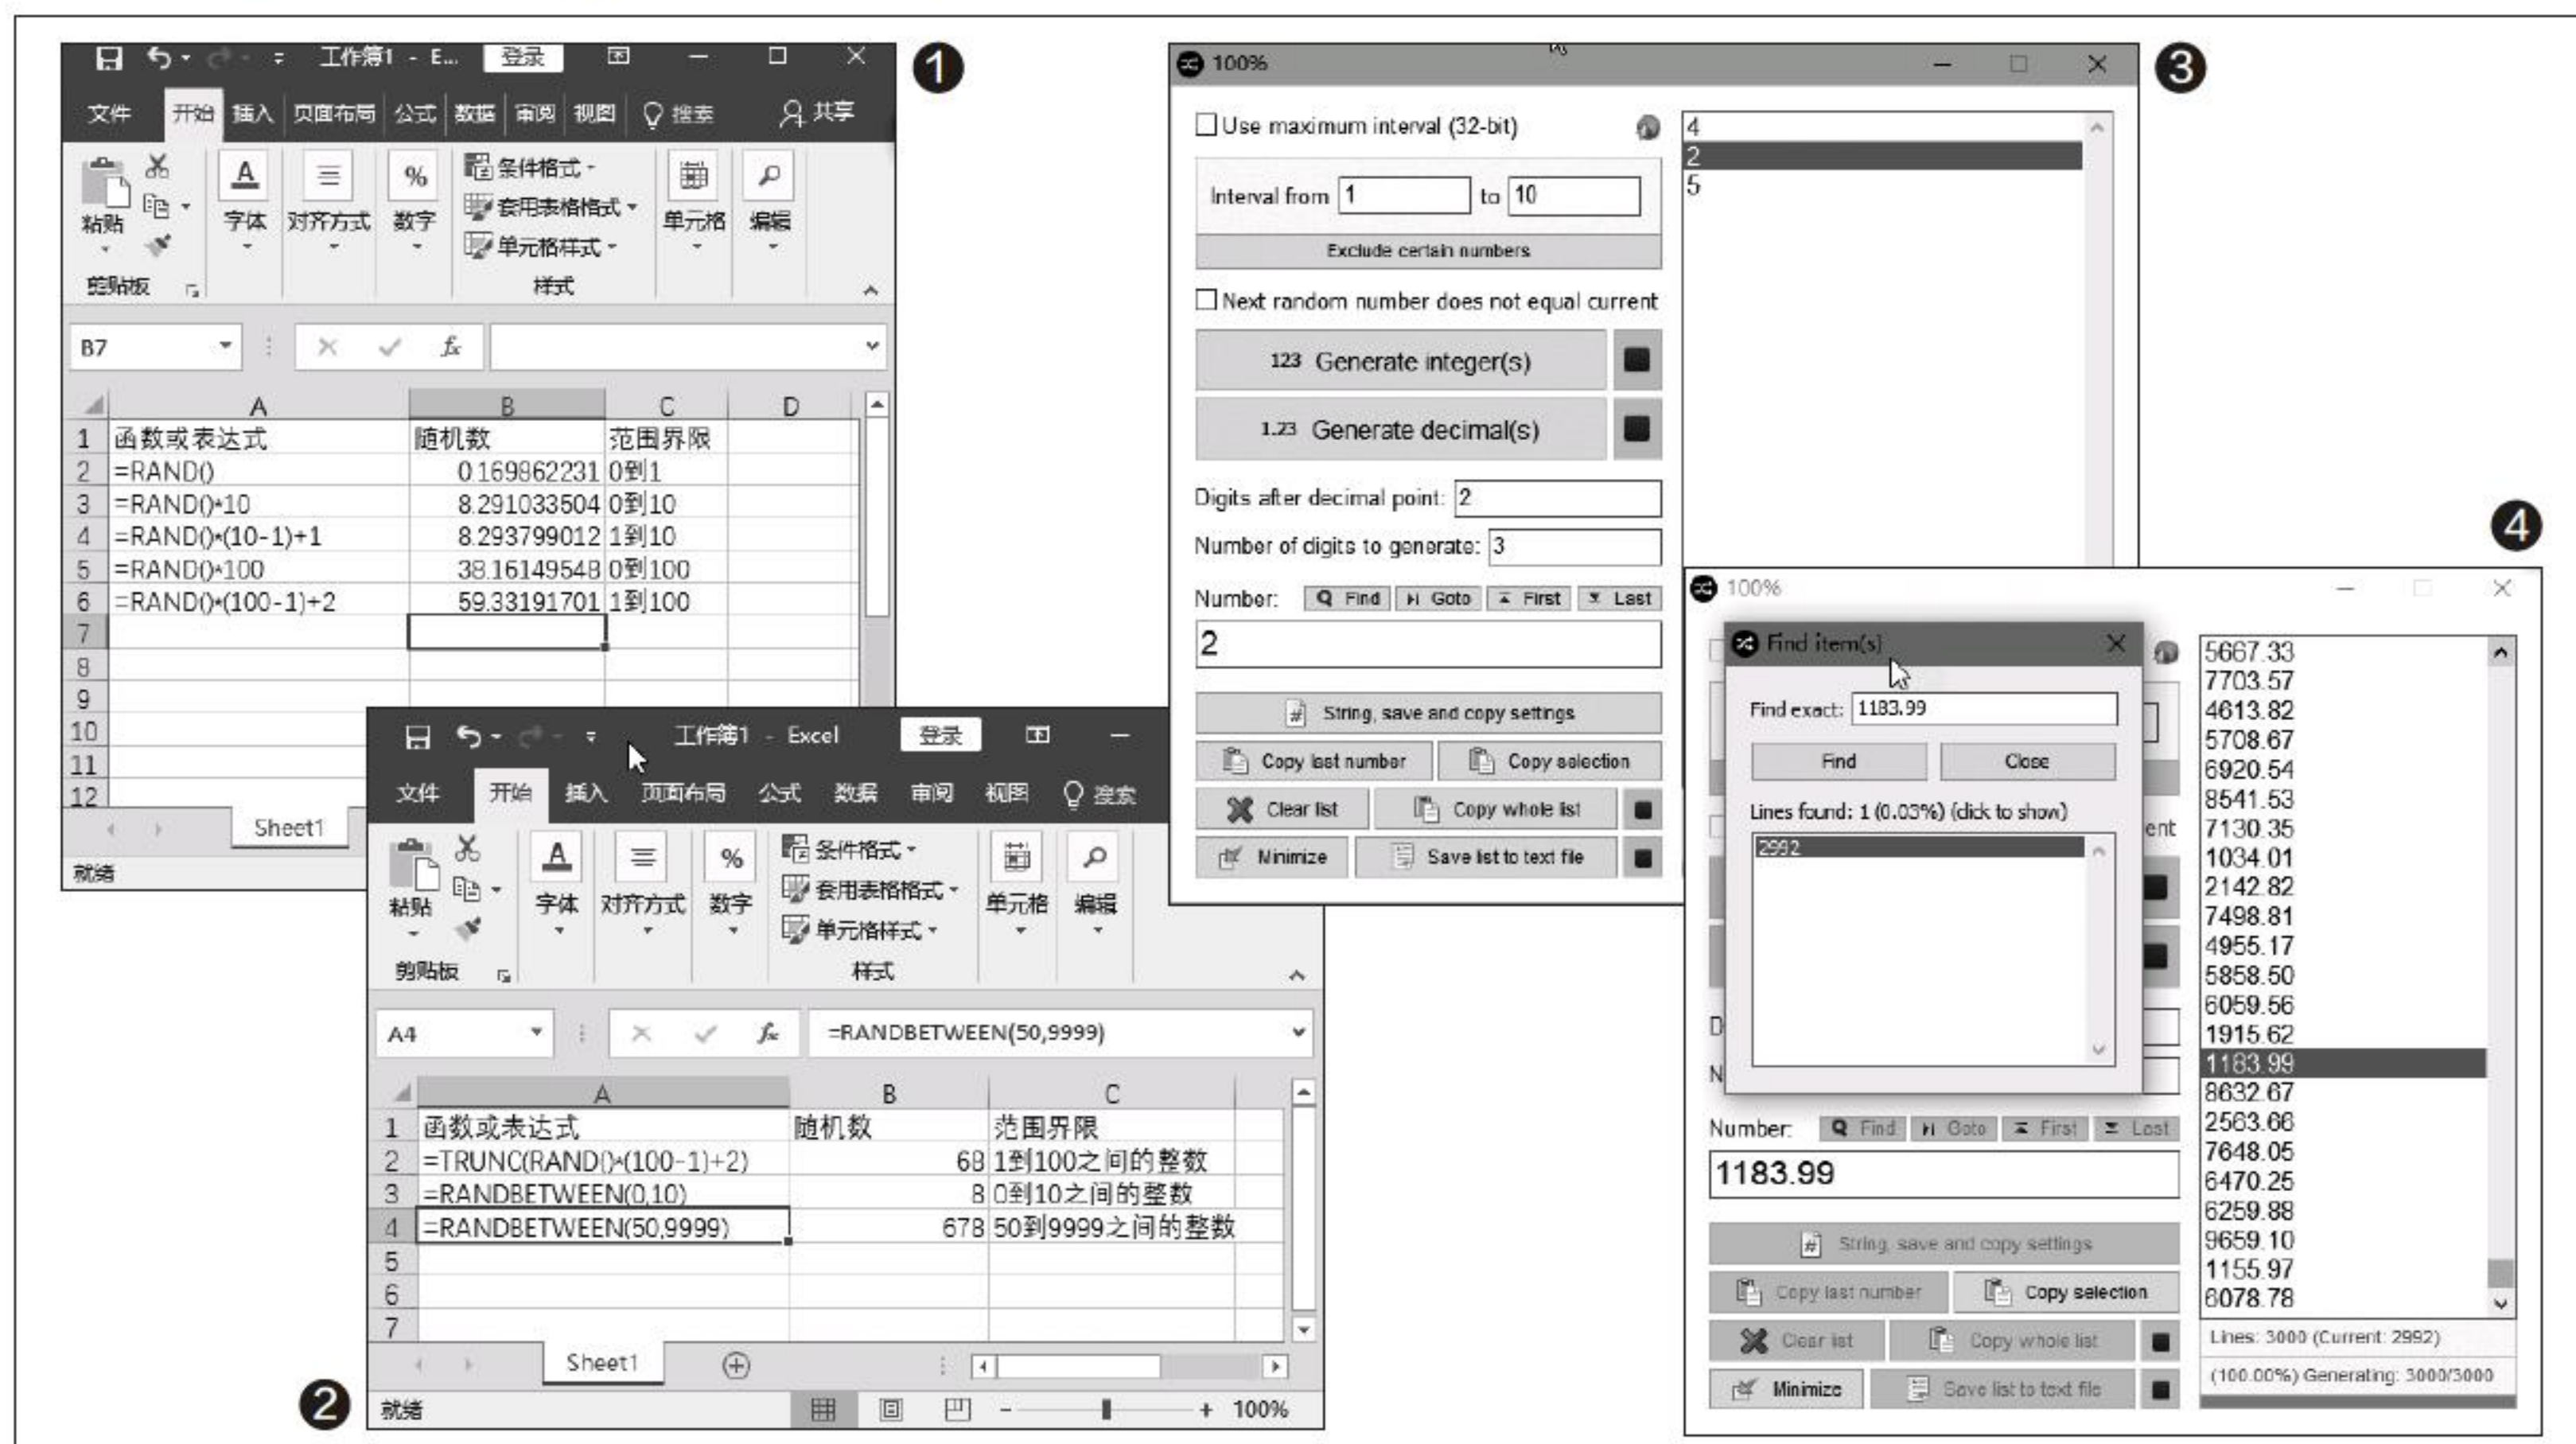 工作簿1 - E... 登录
1
文件 开始 插入 页面布局 公式 数据 审阅 视图 搜索 共享
粘贴 字体 对齐方式 % 数字 条件格式 套用表格格式 单元格样式 单元格 编辑
剪贴板 样式
B7 fx
A B C D
1 函数或表达式 随机数 范围界限
2 =RAND() 0.169862231 0到1
3 =RAND()*10 8.291033504 0到10
4 =RAND()*(10-1)+1 8.293799012 1到10
5 =RAND()*100 38.16149548 0到100
6 =RAND()*(100-1)+2 59.33191701 1到100
7
8
9
10
11
12
Sheet1
就绪
工作簿1 - Excel 登录
文件 开始 插入 页面布局 公式 数据 审阅 视图 搜索
粘贴 字体 对齐方式 % 数字 条件格式 套用表格格式 单元格样式 单元格 编辑
剪贴板 样式
A4 fx =RANDBETWEEN(50,9999)
A B C
1 函数或表达式 随机数 范围界限
2 =TRUNC(RAND()*(100-1)+2) 68 1到100之间的整数
3 =RANDBETWEEN(0,10) 8 0到10之间的整数
4 =RANDBETWEEN(50,9999) 678 50到9999之间的整数
5
6
7
Sheet1
2
就绪 100%
100%
3
Use maximum interval (32-bit)
Interval from 1 to 10
Exclude certain numbers
Next random number does not equal current
123 Generate integer(s)
1.23 Generate decimal(s)
Digits after decimal point: 2
Number of digits to generate: 3
Number: Find Goto First Last
2
String, save and copy settings
Copy last number Copy selection
Clear list Copy whole list
Minimize Save list to text file
4
2
5
4
100%
Find item(s)
Find exact: 1183.99
Find Close
Lines found: 1 (0.03%) (click to show)
2992
ent
D
N
Number: Find Goto First Last
1183.99
String, save and copy settings
Copy last number Copy selection
Clear list Copy whole list
Minimize Save list to text file
5667.33
7703.57
4613.82
5708.67
6920.54
8541.53
7130.35
1034.01
2142.82
7498.81
4955.17
5858.50
6059.56
1915.62
1183.99
8632.67
2563.66
7648.05
6470.25
6259.88
9659.10
1155.97
6078.78
Lines: 3000 (Current: 2992)
(100.00%) Generating: 3000/3000